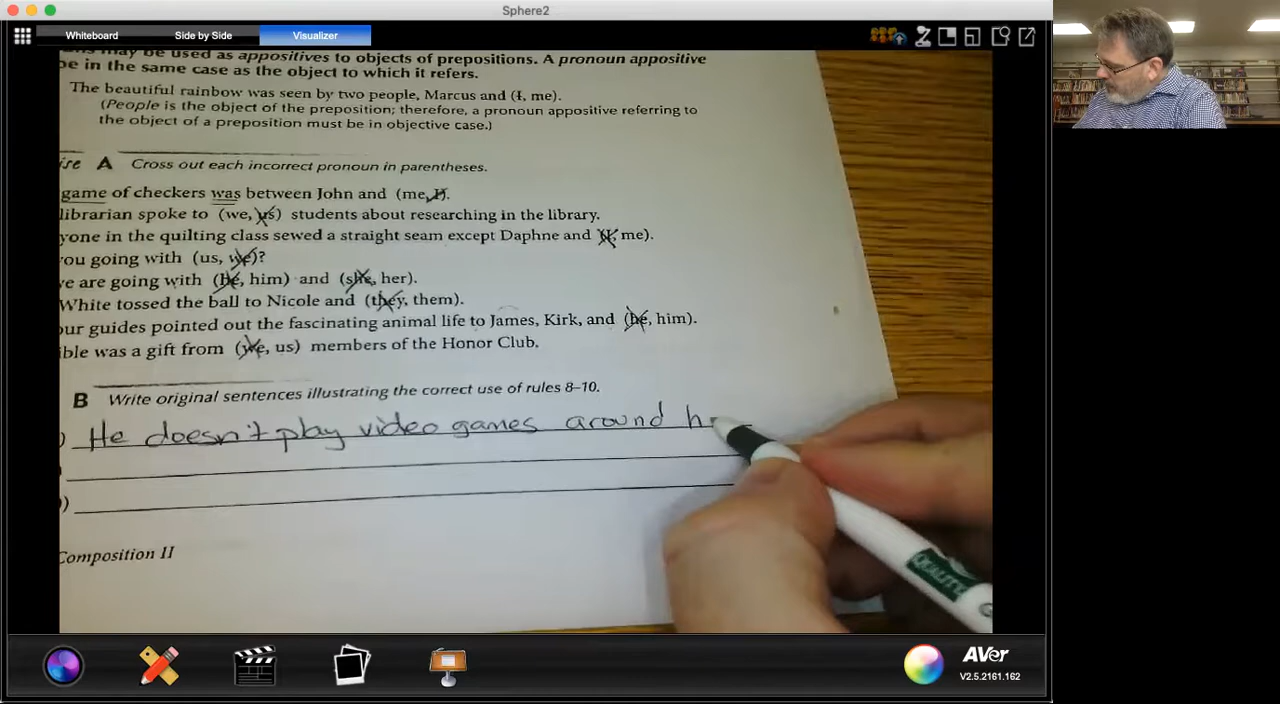 Sphere2
Whiteboard Side by Side Visualizer
may be used as appositives to objects of prepositions. A pronoun appositive
be in the same case as the object to which it refers.
The beautiful rainbow was seen by two people, Marcus and (I, me).
(People is the object of the preposition; therefore, a pronoun appositive referring to
the object of a preposition must be in objective case.)
ise A Cross out each incorrect pronoun in parentheses.
game of checkers was between John and (me, I).
librarian spoke to (we, us) students about researching in the library.
yone in the quilting class sewed a straight seam except Daphne and (I, me).
you going with (us, we)?
we are going with (he, him) and (she, her).
White tossed the ball to Nicole and (they, them).
our guides pointed out the fascinating animal life to James, Kirk, and (he, him).
ible was a gift from (we, us) members of the Honor Club.
B Write original sentences illustrating the correct use of rules 8–10.
) He doesn't play video games around h
)
Composition II
QUALITY
AVer
V2.5.2161.162